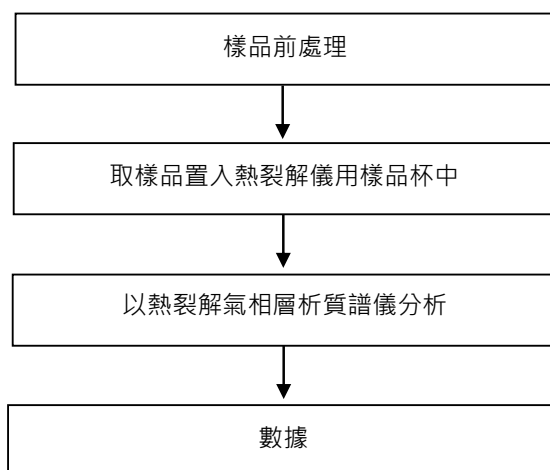 樣品前處理
取樣品置入熱裂解儀用樣品杯中
以熱裂解氣相層析質譜儀分析
數據